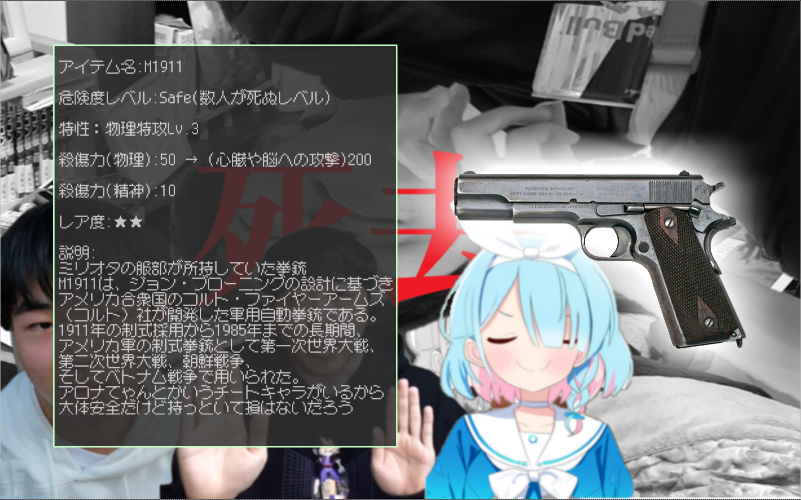 アイテム名:M1911
危険度レベル:Safe(数人が死ぬレベル)
特性：物理特攻Lv.3
殺傷力(物理):50 → (心臓や脳への攻撃)200
殺傷力(精神):10
レア度:★★
説明:
ミリオタの服部が所持していた拳銃
M1911は、ジョン・ブローニングの設計に基づき
アメリカ合衆国のコルト・ファイヤーアームズ
（コルト）社が開発した軍用自動拳銃である。
1911年の制式採用から1985年までの長期間、
アメリカ軍の制式拳銃として第一次世界大戦、
第二次世界大戦、朝鮮戦争、
そしてベトナム戦争で用いられた。
アロナてゃんとかいうチートキャラがいるから
大体安全だけど持っといて損はないだろう
死去
Red Bull